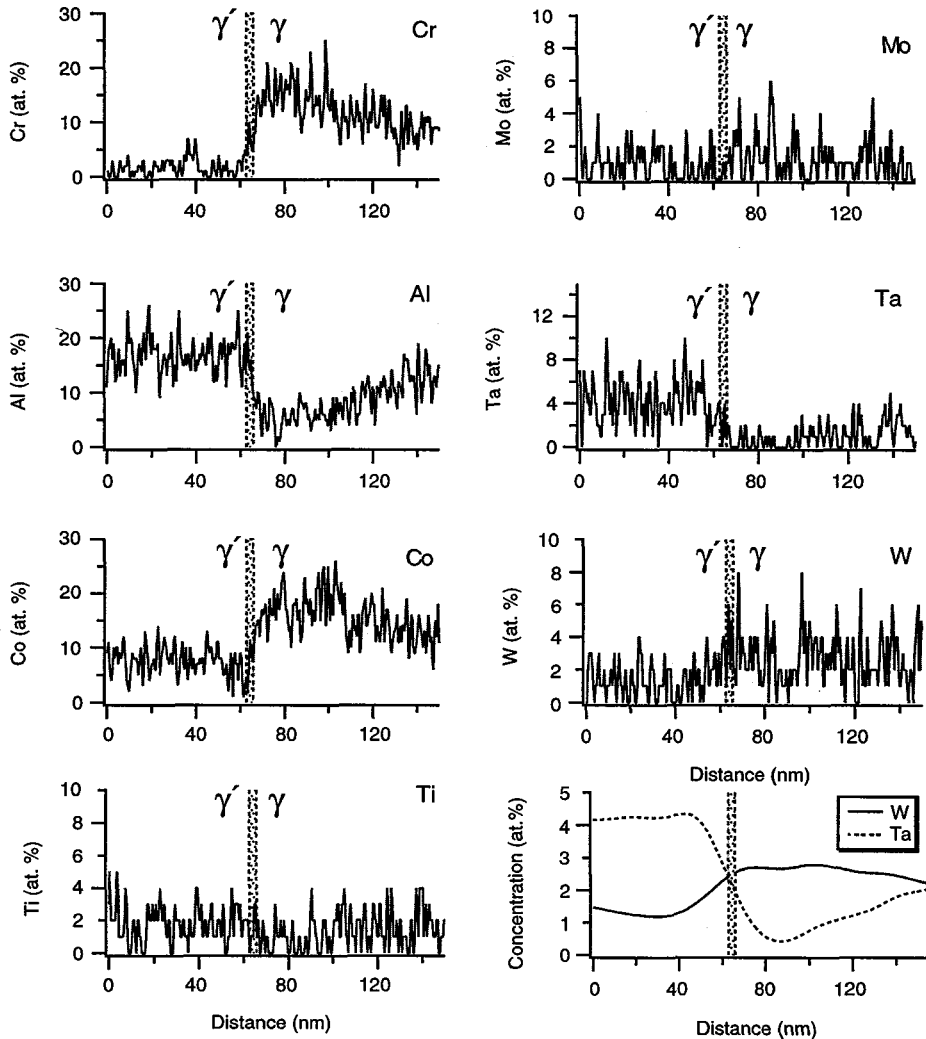 γ′ γ Cr
Cr (at. %)
30
20
10
0
0 40 80 120
γ′ γ Mo
Mo (at. %)
10
8
6
4
2
0
0 40 80 120
γ′ γ Al
Al (at. %)
30
20
10
0
0 40 80 120
γ′ γ Ta
Ta (at. %)
12
8
4
0
0 40 80 120
γ′ γ Co
Co (at. %)
30
20
10
0
0 40 80 120
γ′ γ W
W (at. %)
10
8
6
4
2
0
0 40 80 120
Distance (nm)
γ′ γ Ti
Ti (at. %)
10
8
6
4
2
0
0 40 80 120
Distance (nm)
W
Ta
Concentration (at.%)
5
4
3
2
1
0
0 40 80 120
Distance (nm)